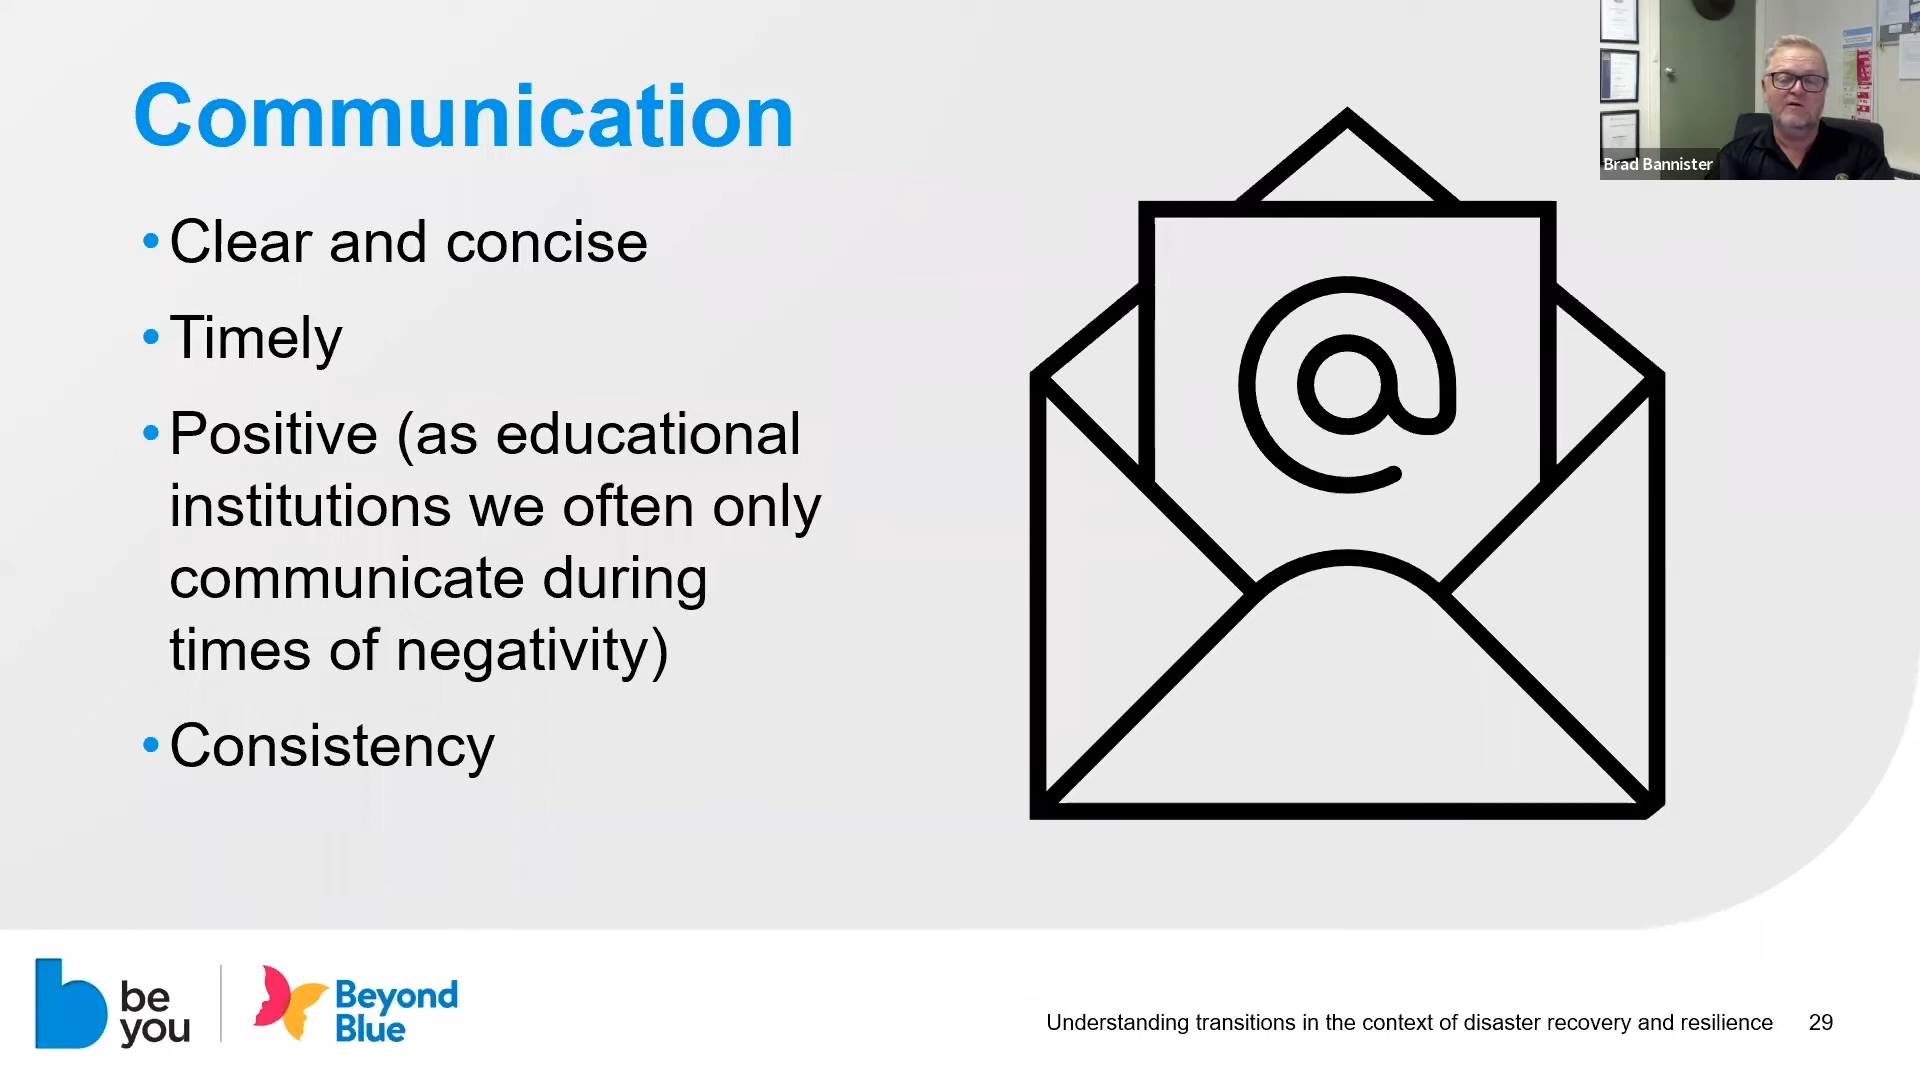 Communication
• Clear and concise
• Timely
• Positive (as educational
institutions we often only
communicate during
times of negativity)
• Consistency
@
Brad Bannister
be
you
Beyond
Blue
Understanding transitions in the context of disaster recovery and resilience 29